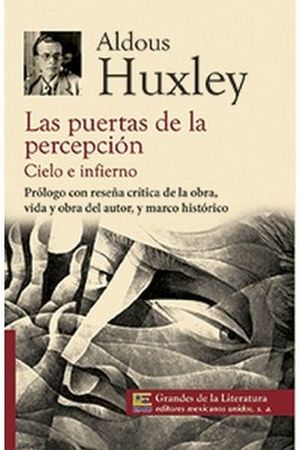 Aldous
Huxley
Las puertas de la
percepción
Cielo e infierno
Prólogo con reseña crítica de la obra,
vida y obra del autor, y marco histórico
Grandes de la Literatura
editores mexicanos unidos, s. a.